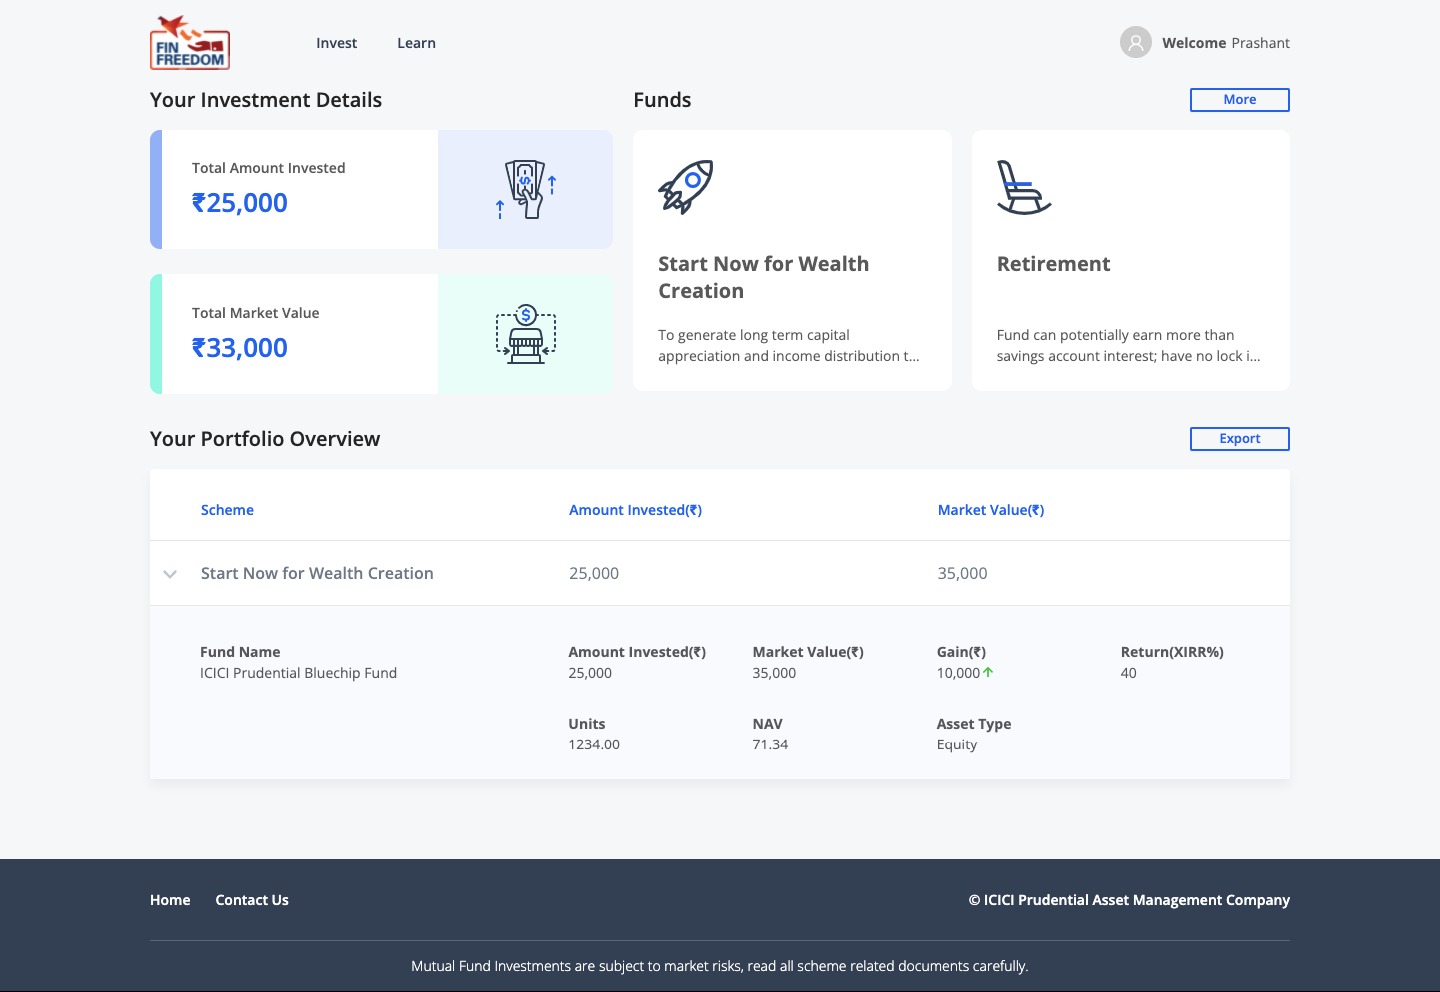 FIN
FREEDOM
Invest
Learn
Welcome Prashant
Your Investment Details
Funds
More
Total Amount Invested
₹25,000
Total Market Value
₹33,000
Start Now for Wealth
Creation
To generate long term capital
appreciation and income distribution t...
Retirement
Fund can potentially earn more than
savings account interest; have no lock i...
Your Portfolio Overview
Export
Scheme
Amount Invested(₹)
Market Value(₹)
Start Now for Wealth Creation
25,000
35,000
Fund Name
ICICI Prudential Bluechip Fund
Amount Invested(₹)
25,000
Market Value(₹)
35,000
Gain(₹)
10,000
Return(XIRR%)
40
Units
1234.00
NAV
71.34
Asset Type
Equity
Home
Contact Us
© ICICI Prudential Asset Management Company
Mutual Fund Investments are subject to market risks, read all scheme related documents carefully.